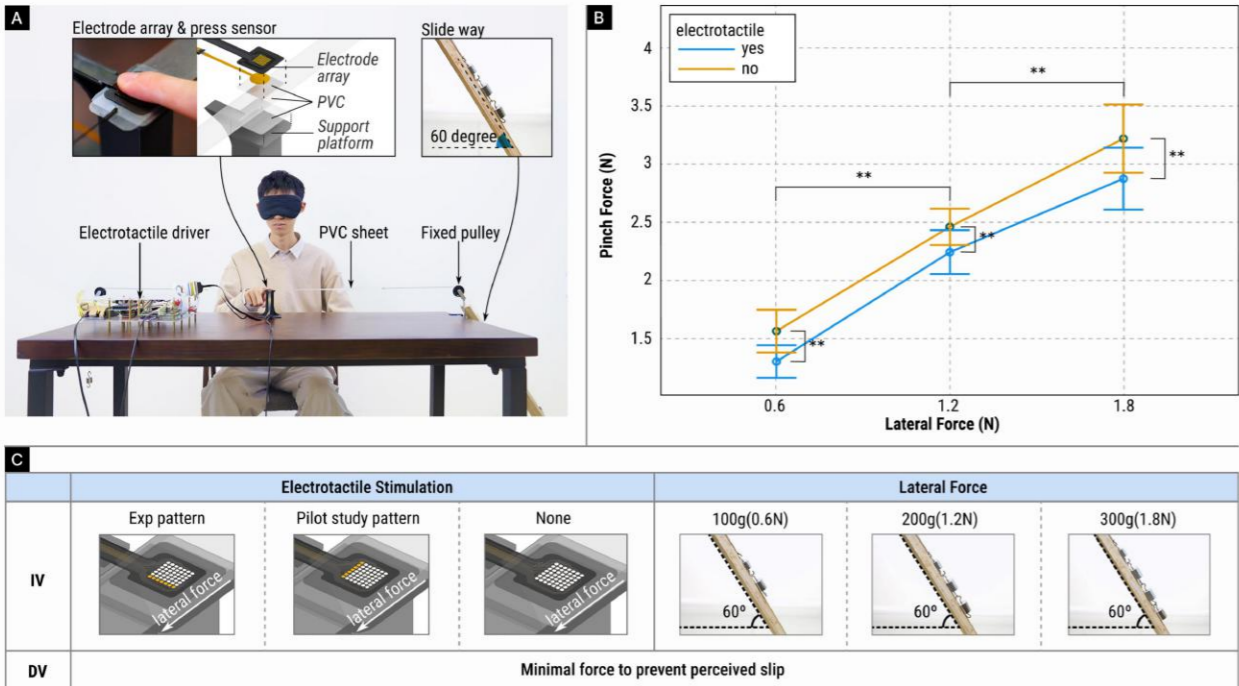 A
Electrode array & press sensor
Slide way
Electrode
array
PVC
Support
platform
60 degree
Electrotactile driver
PVC sheet
Fixed pulley
B
electrotactile
yes
no
4
3.5
3
2.5
2
1.5
Pinch Force (N)
**
**
**
**
**
0.6
1.2
1.8
Lateral Force (N)
C
Electrotactile Stimulation
Lateral Force
IV
Exp pattern
Pilot study pattern
None
100g(0.6N)
200g(1.2N)
300g(1.8N)
lateral force
lateral force
lateral force
60°
60°
60°
DV
Minimal force to prevent perceived slip